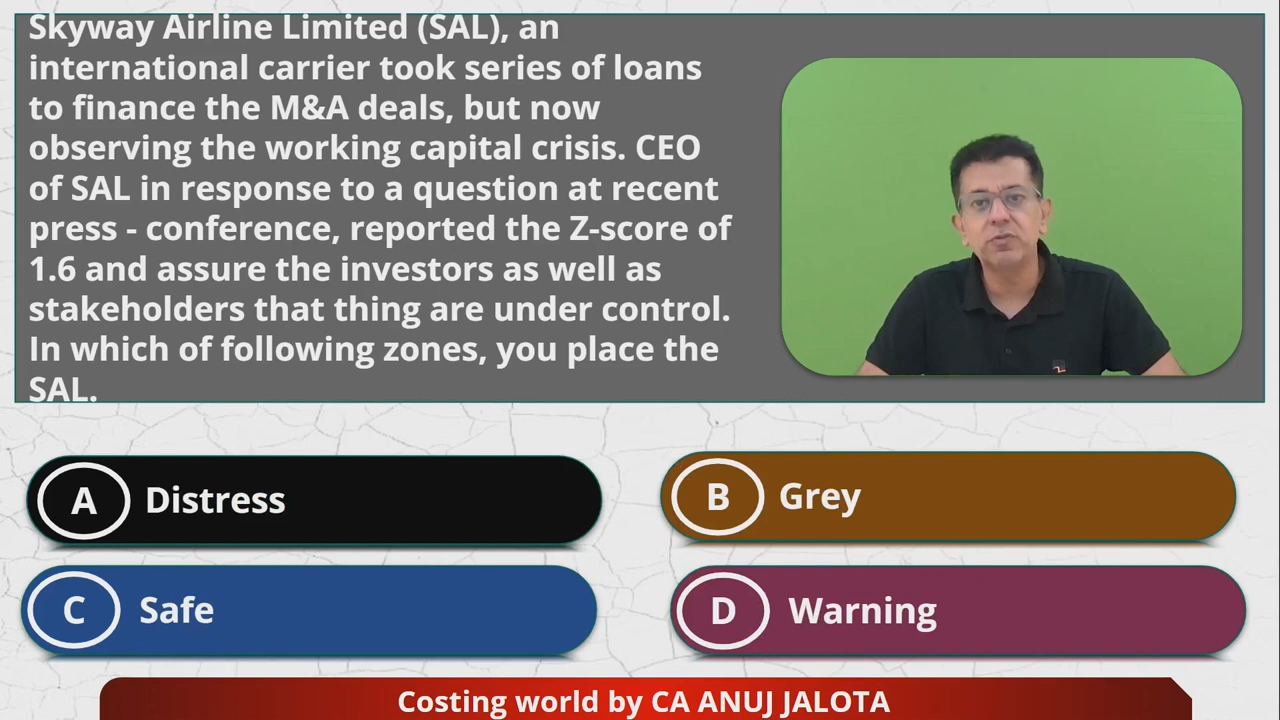 Skyway Airline Limited (SAL), an
international carrier took series of loans
to finance the M&A deals, but now
observing the working capital crisis. CEO
of SAL in response to a question at recent
press - conference, reported the Z-score of
1.6 and assure the investors as well as
stakeholders that thing are under control.
In which of following zones, you place the
SAL.
A Distress
B Grey
C Safe
D Warning
Costing world by CA ANUJ JALOTA